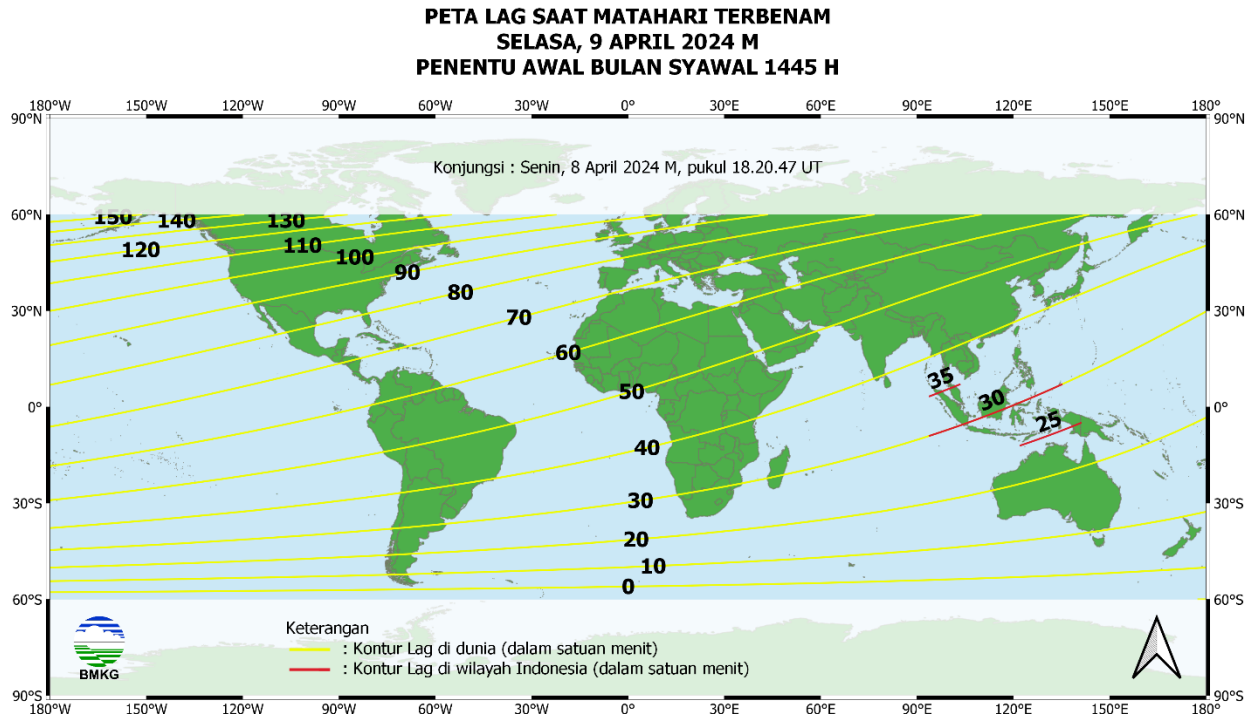 PETA LAG SAAT MATAHARI TERBENAM
SELASA, 9 APRIL 2024 M
PENENTU AWAL BULAN SYAWAL 1445 H
180°W 150°W 120°W 90°W 60°W 30°W 0° 30°E 60°E 90°E 120°E 150°E 180°
90°N 90°N
Konjungsi : Senin, 8 April 2024 M, pukul 18.20.47 UT
60°N 60°N
150 140 130
120 110 100 90
80
70
30°N 30°N
60
50
35
30
25
0° 0°
40
30
30°S 30°S
20
10
0
60°S 60°S
Keterangan
: Kontur Lag di dunia (dalam satuan menit)
: Kontur Lag di wilayah Indonesia (dalam satuan menit)
BMKG
90°S 90°S
180°W 150°W 120°W 90°W 60°W 30°W 0° 30°E 60°E 90°E 120°E 150°E 180°